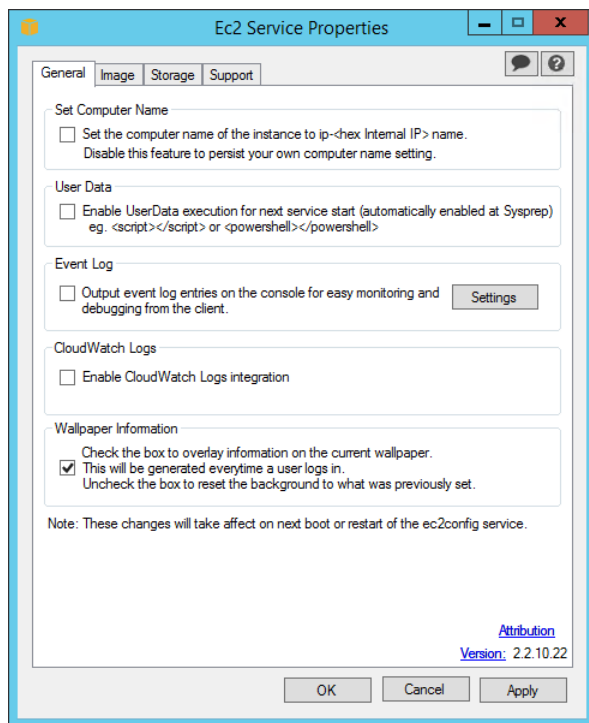 Ec2 Service Properties
General
Image
Storage
Support
Set Computer Name
Set the computer name of the instance to ip-<hex Internal IP> name.
Disable this feature to persist your own computer name setting.
User Data
Enable UserData execution for next service start (automatically enabled at Sysprep)
eg. <script></script> or <powershell></powershell>
Event Log
Output event log entries on the console for easy monitoring and
debugging from the client.
Settings
CloudWatch Logs
Enable CloudWatch Logs integration
Wallpaper Information
Check the box to overlay information on the current wallpaper.
This will be generated everytime a user logs in.
Uncheck the box to reset the background to what was previously set.
Note: These changes will take affect on next boot or restart of the ec2config service.
Attribution
Version: 2.2.10.22
OK
Cancel
Apply